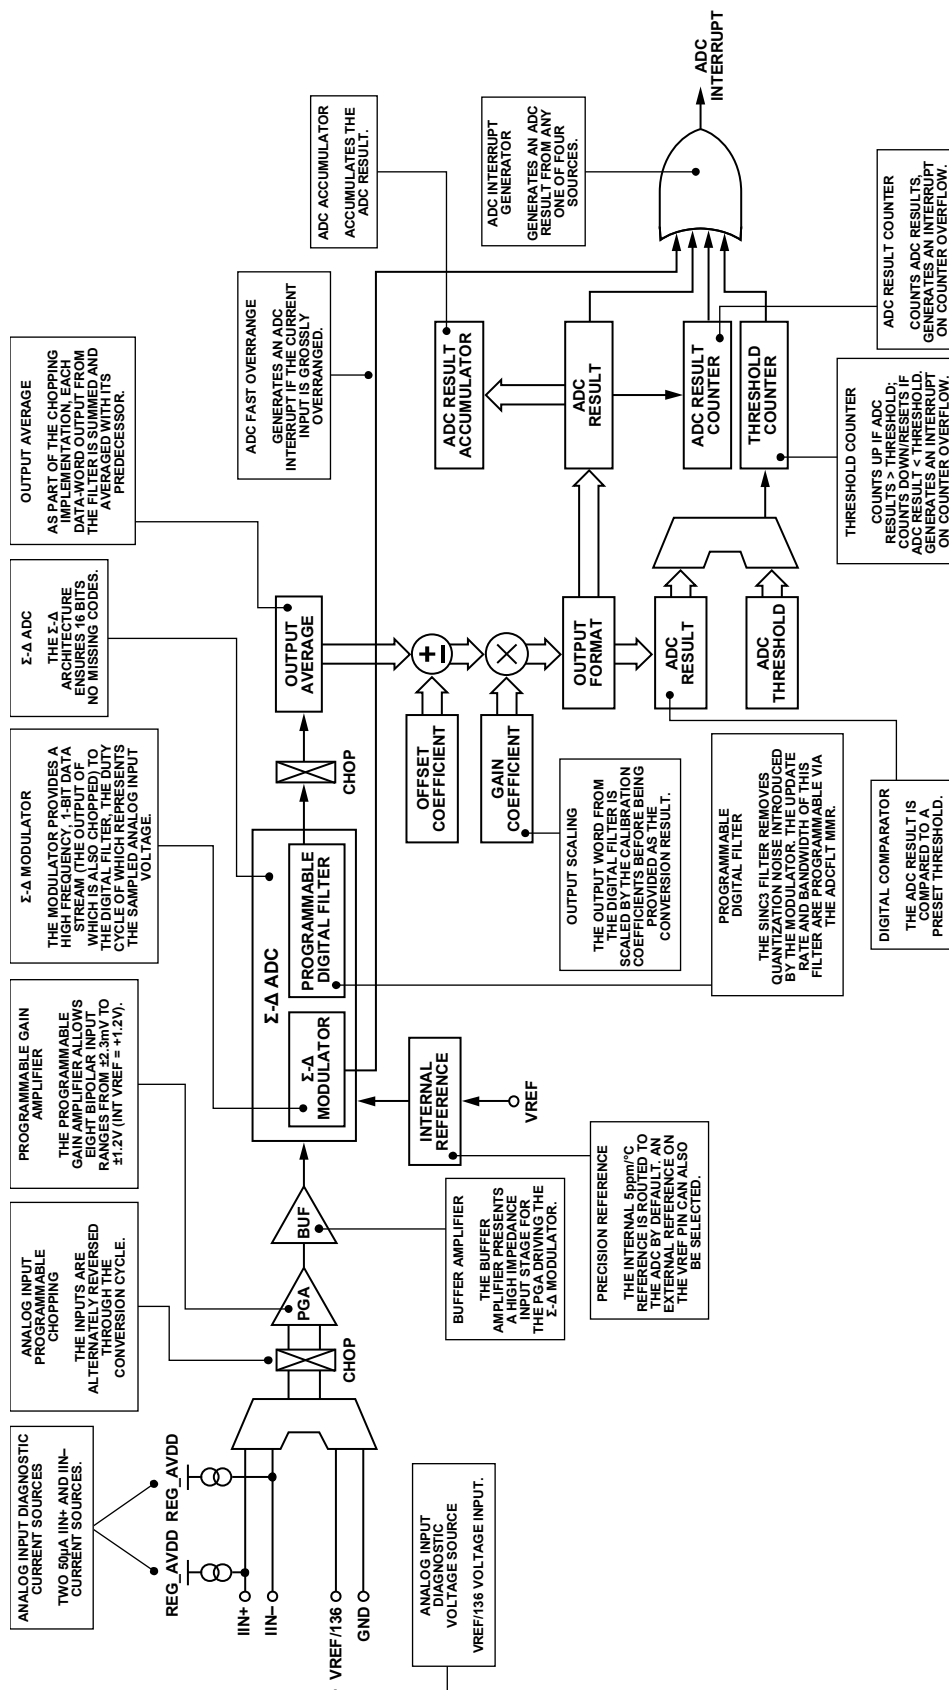 ANALOG INPUT DIAGNOSTIC
CURRENT SOURCES
TWO 50µA IIN+ AND IIN–
CURRENT SOURCES.
ANALOG INPUT
PROGRAMMABLE
CHOPPING
THE INPUTS ARE
ALTERNATELY REVERSED
THROUGH THE
CONVERSION CYCLE.
PROGRAMMABLE GAIN
AMPLIFIER
THE PROGRAMMABLE
GAIN AMPLIFIER ALLOWS
EIGHT BIPOLAR INPUT
RANGES FROM ±2.3mV TO
±1.2V (INT VREF = +1.2V).
Σ-Δ MODULATOR
THE MODULATOR PROVIDES A
HIGH FREQUENCY, 1-BIT DATA
STREAM (THE OUTPUT OF
WHICH IS ALSO CHOPPED) TO
THE DIGITAL FILTER, THE DUTY
CYCLE OF WHICH REPRESENTS
THE SAMPLED ANALOG INPUT
VOLTAGE.
Σ-Δ ADC
THE Σ-Δ
ARCHITECTURE
ENSURES 16 BITS
NO MISSING CODES.
OUTPUT AVERAGE
AS PART OF THE CHOPPING
IMPLEMENTATION, EACH
DATA-WORD OUTPUT FROM
THE FILTER IS SUMMED AND
AVERAGED WITH ITS
PREDECESSOR.
REG_AVDD
REG_AVDD
IIN+
IIN–
VREF/136
GND
CHOP
PGA
BUF
Σ-Δ ADC
Σ-Δ
MODULATOR
PROGRAMMABLE
DIGITAL FILTER
CHOP
OUTPUT
AVERAGE
ADC FAST OVERRANGE
GENERATES AN ADC
INTERRUPT IF THE CURRENT
INPUT IS GROSSLY
OVERRANGED.
ADC ACCUMULATOR
ACCUMULATES THE
ADC RESULT.
INTERNAL
REFERENCE
VREF
OFFSET
COEFFICIENT
GAIN
COEFFICIENT
OUTPUT
FORMAT
ADC RESULT
ACCUMULATOR
ADC
RESULT
ADC RESULT
COUNTER
THRESHOLD
COUNTER
ADC
RESULT
ADC
THRESHOLD
ADC INTERRUPT
GENERATOR
GENERATES AN ADC
RESULT FROM ANY
ONE OF FOUR
SOURCES.
ADC
INTERRUPT
ANALOG INPUT
DIAGNOSTIC
VOLTAGE SOURCE
VREF/136 VOLTAGE INPUT.
BUFFER AMPLIFIER
THE BUFFER
AMPLIFIER PRESENTS
A HIGH IMPEDANCE
INPUT STAGE FOR
THE PGA DRIVING THE
Σ-Δ MODULATOR.
PRECISION REFERENCE
THE INTERNAL 5ppm/°C
REFERENCE IS ROUTED TO
THE ADC BY DEFAULT. AN
EXTERNAL REFERENCE ON
THE VREF PIN CAN ALSO
BE SELECTED.
OUTPUT SCALING
THE OUTPUT WORD FROM
THE DIGITAL FILTER IS
SCALED BY THE CALIBRATION
COEFFICIENTS BEFORE BEING
PROVIDED AS THE
CONVERSION RESULT.
PROGRAMMABLE
DIGITAL FILTER
THE SINC3 FILTER REMOVES
QUANTIZATION NOISE INTRODUCED
BY THE MODULATOR. THE UPDATE
RATE AND BANDWIDTH OF THIS
FILTER ARE PROGRAMMABLE VIA
THE ADCFLT MMR.
DIGITAL COMPARATOR
THE ADC RESULT IS
COMPARED TO A
PRESET THRESHOLD.
THRESHOLD COUNTER
COUNTS UP IF ADC
RESULTS > THRESHOLD;
COUNTS DOWN/RESETS IF
ADC RESULT < THRESHOLD.
GENERATES AN INTERRUPT
ON COUNTER OVERFLOW.
ADC RESULT COUNTER
COUNTS ADC RESULTS,
GENERATES AN INTERRUPT
ON COUNTER OVERFLOW.